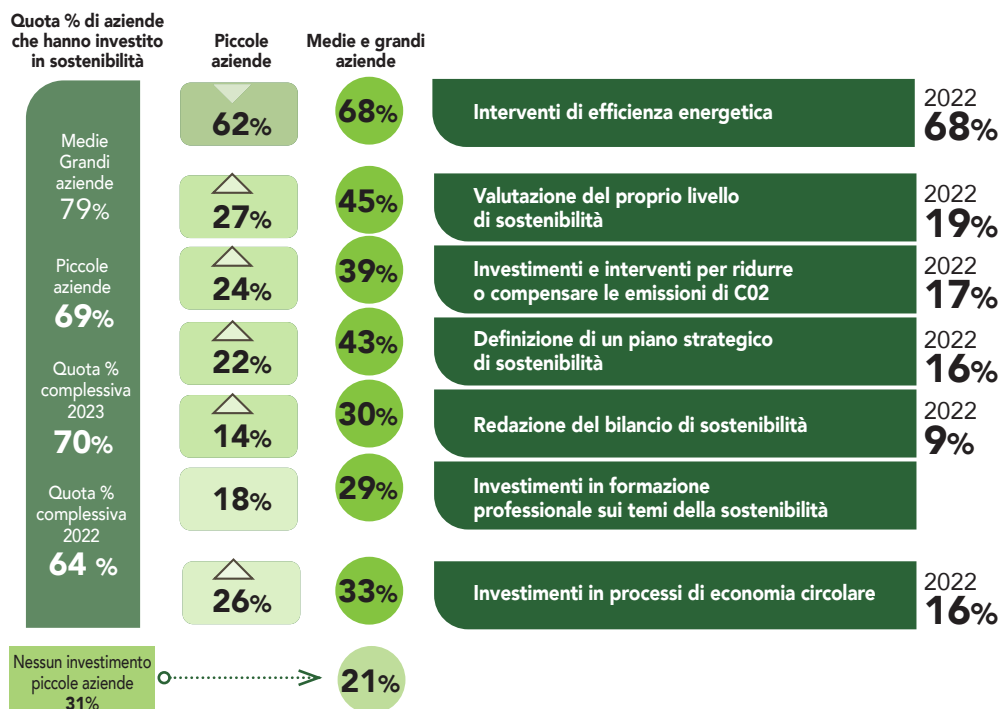 Quota % di aziende
che hanno investito
in sostenibilità
Piccole
aziende
Medie e grandi
aziende
Medie
Grandi
aziende
79%
Piccole
aziende
69%
Quota %
complessiva
2023
70%
Quota %
complessiva
2022
64 %
62%
68%
Interventi di efficienza energetica
2022
68%
27%
45%
Valutazione del proprio livello
di sostenibilità
2022
19%
24%
39%
Investimenti e interventi per ridurre
o compensare le emissioni di C02
2022
17%
22%
43%
Definizione di un piano strategico
di sostenibilità
2022
16%
14%
30%
Redazione del bilancio di sostenibilità
2022
9%
18%
29%
Investimenti in formazione
professionale sui temi della sostenibilità
26%
33%
Investimenti in processi di economia circolare
2022
16%
Nessun investimento
piccole aziende
31%
21%